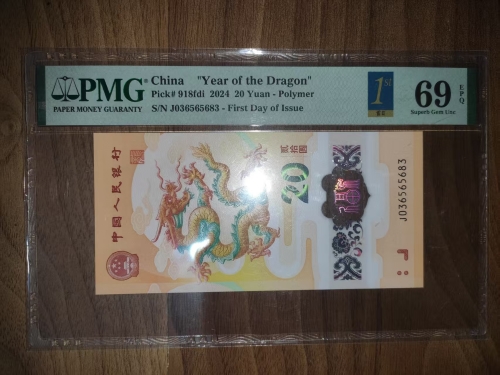 PMG
PAPER MONEY GUARANTY
China "Year of the Dragon"
Pick# 918fdi 2024 20 Yuan - Polymer
S/N J036565683 - First Day of Issue
1ST
69 EPQ
Superb Gem Unc
中國人民银行
贰拾圆
20
J036565683